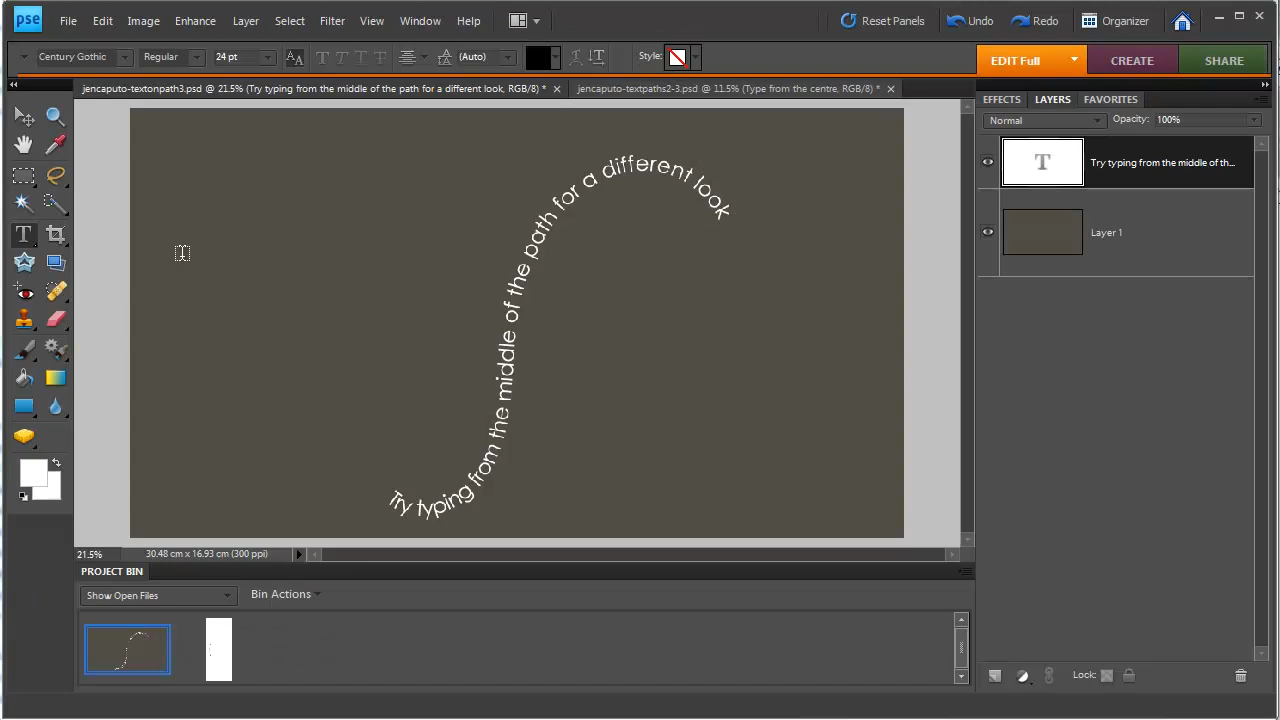 pse File Edit Image Enhance Layer Select Filter View Window Help Reset Panels Undo Redo Organizer
Century Gothic Regular 24 pt (Auto) Style: EDIT Full CREATE SHARE
jencaputo-textonpath3.psd @ 21.5% (Try typing from the middle of the path for a different look, RGB/8) * jencaputo-textpaths2-3.psd @ 11.5% (Type from the centre, RGB/8) *
EFFECTS LAYERS FAVORITES
Normal Opacity: 100%
T Try typing from the middle of th...
Layer 1
Try typing from the middle of the path for a different look
21.5% 30.48 cm x 16.93 cm (300 ppi)
PROJECT BIN
Show Open Files Bin Actions
Lock: